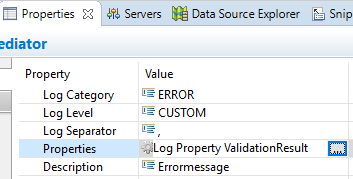 Properties Servers Data Source Explorer Snip
ediator
Property Value
Log Category ERROR
Log Level CUSTOM
Log Separator ,
Properties Log Property ValidationResult ...
Description Errormessage